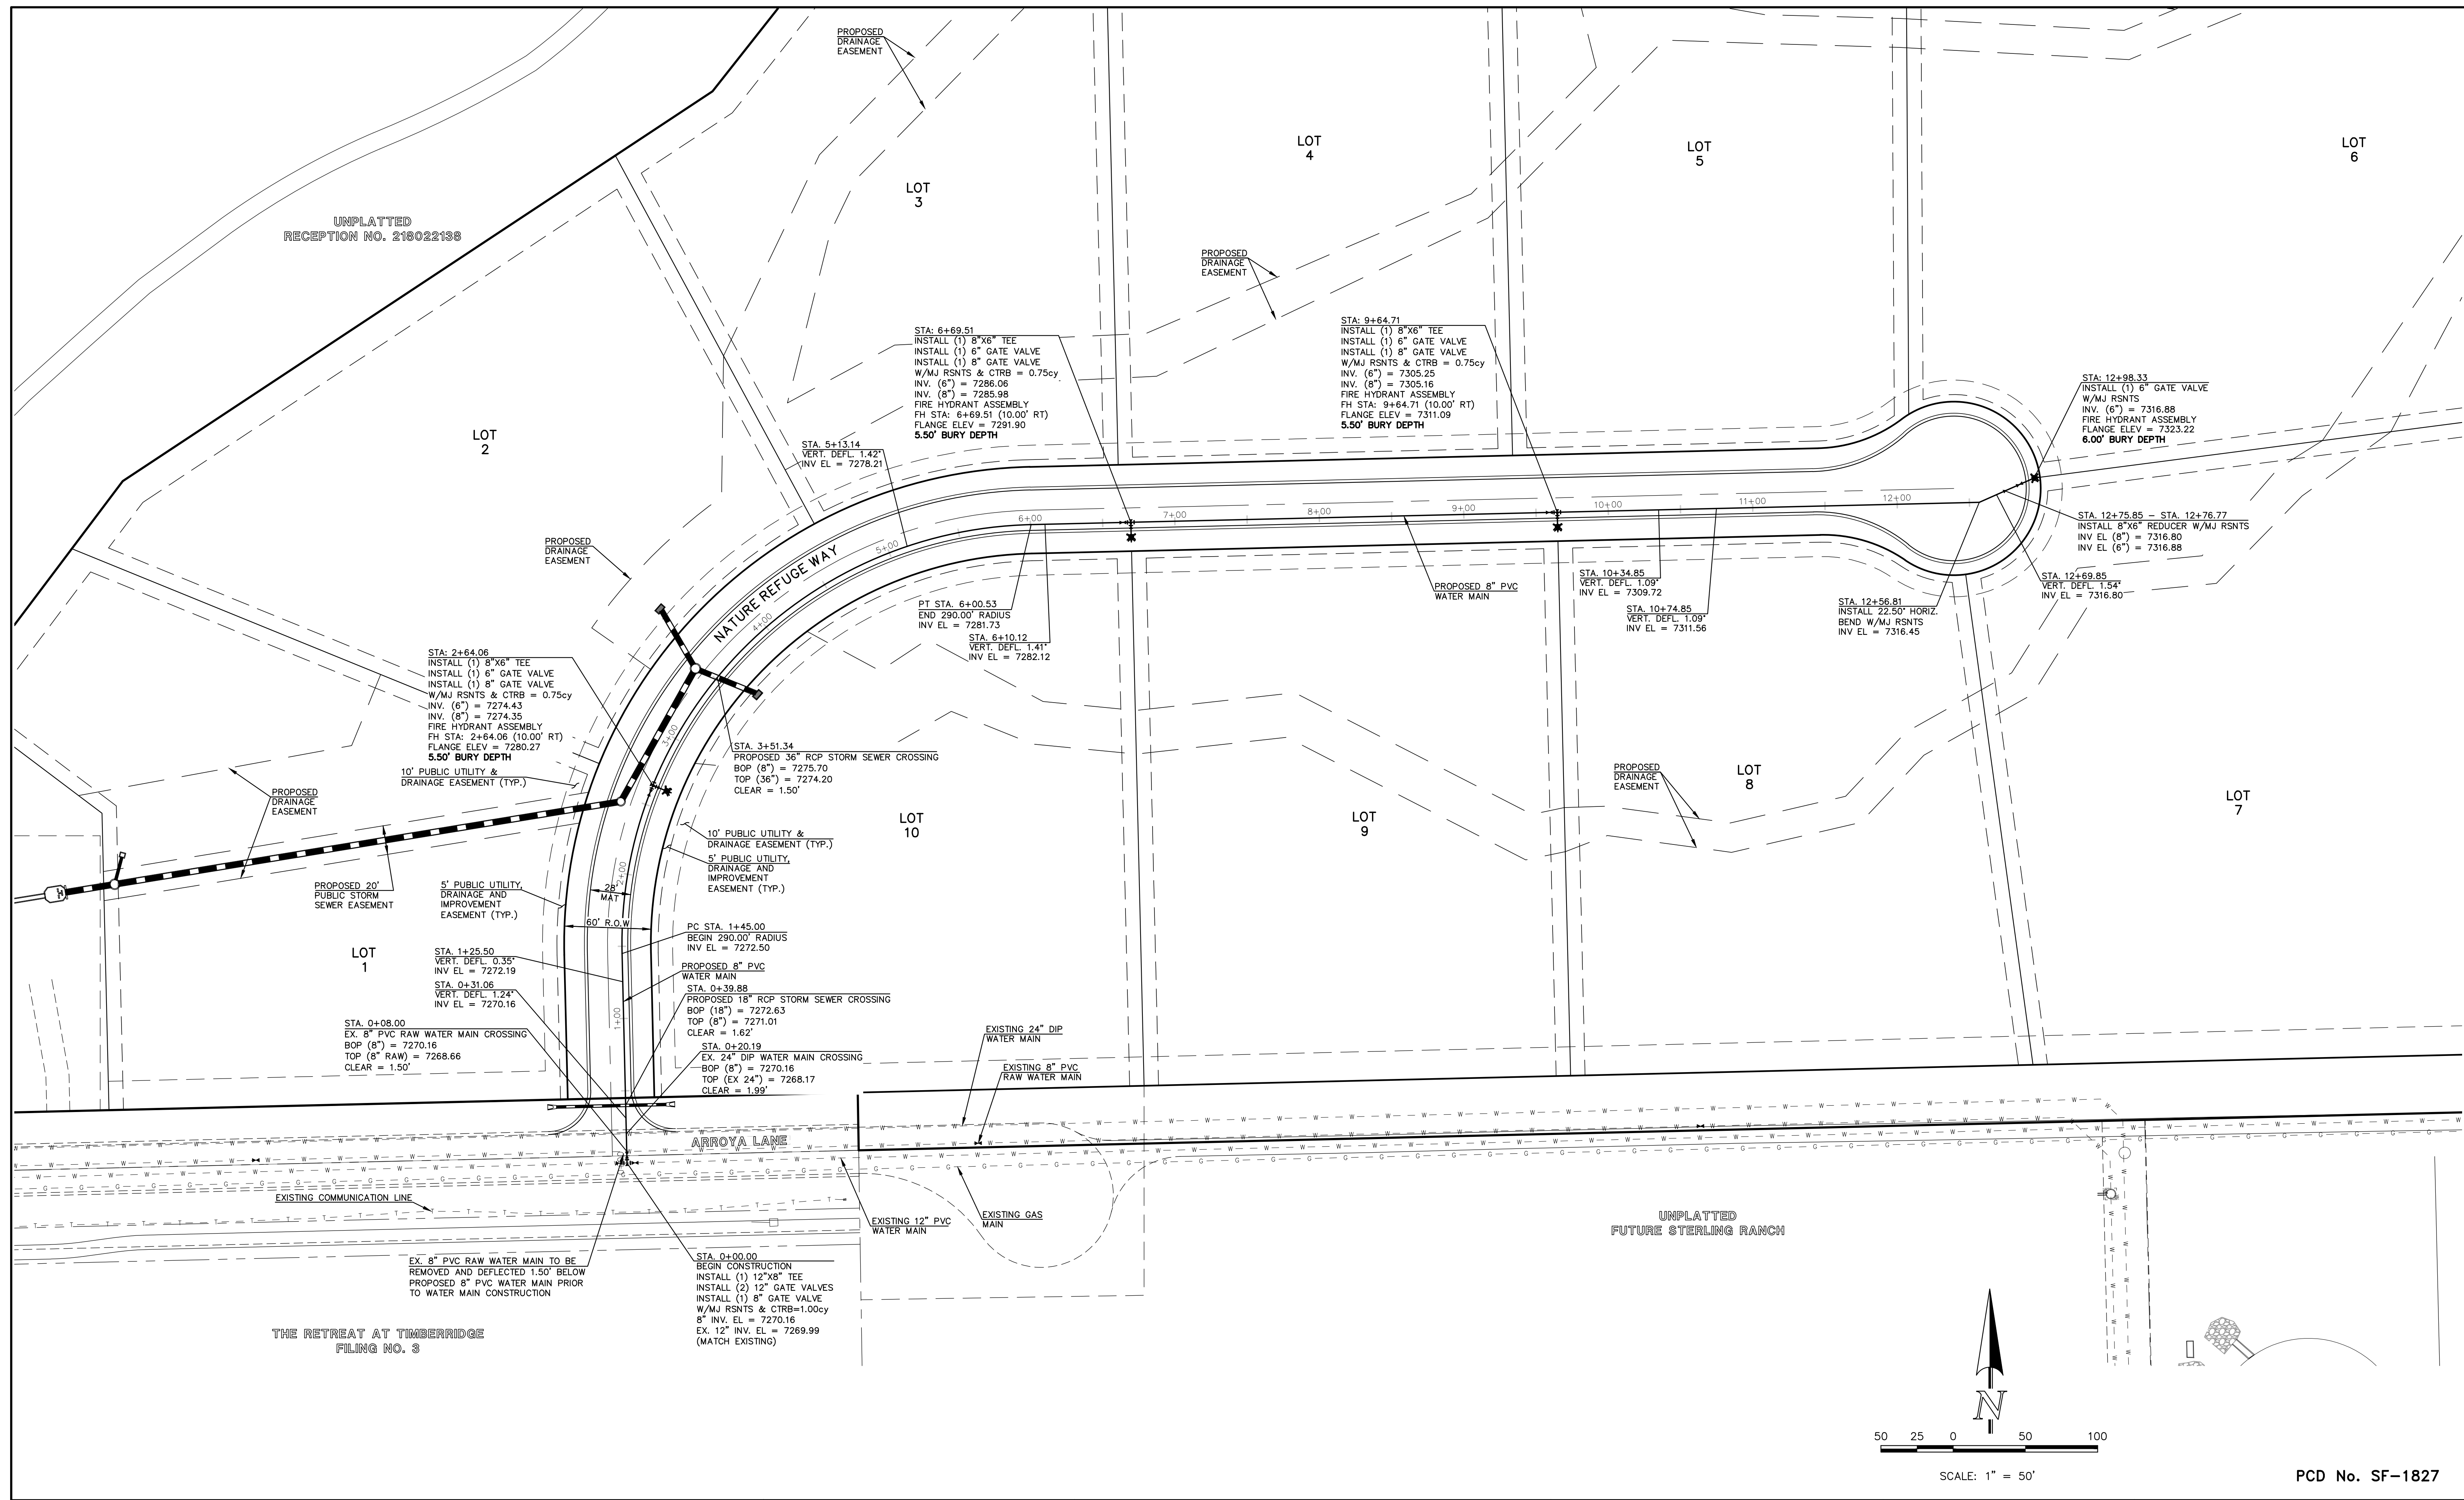 PROPOSED
DRAINAGE
EASEMENT
LOT
4
LOT
5
LOT
6
LOT
3
UNPLATTED
RECEPTION NO. 218022138
PROPOSED
DRAINAGE
EASEMENT
STA: 6+69.51
INSTALL (1) 8"X6" TEE
INSTALL (1) 6" GATE VALVE
INSTALL (1) 8" GATE VALVE
W/MJ RSNTS & CTRB = 0.75cy
INV. (6") = 7286.06
INV. (8") = 7285.98
FIRE HYDRANT ASSEMBLY
FH STA: 6+69.51 (10.00' RT)
FLANGE ELEV = 7291.90
5.50' BURY DEPTH
STA: 9+64.71
INSTALL (1) 8"X6" TEE
INSTALL (1) 6" GATE VALVE
INSTALL (1) 8" GATE VALVE
W/MJ RSNTS & CTRB = 0.75cy
INV. (6") = 7305.25
INV. (8") = 7305.16
FIRE HYDRANT ASSEMBLY
FH STA: 9+64.71 (10.00' RT)
FLANGE ELEV = 7311.09
5.50' BURY DEPTH
STA: 12+98.33
INSTALL (1) 6" GATE VALVE
W/MJ RSNTS
INV. (6") = 7316.88
FIRE HYDRANT ASSEMBLY
FLANGE ELEV = 7323.22
6.00' BURY DEPTH
LOT
2
STA. 5+13.14
VERT. DEFL. 1.42°
INV EL = 7278.21
6+00
7+00
8+00
9+00
10+00
11+00
12+00
STA. 12+75.85 - STA. 12+76.77
INSTALL 8"X6" REDUCER W/MJ RSNTS
INV EL (8") = 7316.80
INV EL (6") = 7316.88
PROPOSED
DRAINAGE
EASEMENT
NATURE REFUGE WAY
5+00
4+00
3+00
2+00
1+00
PROPOSED 8" PVC
WATER MAIN
STA. 10+34.85
VERT. DEFL. 1.09°
INV EL = 7309.72
STA. 12+69.85
VERT. DEFL. 1.54°
INV EL = 7316.80
PT STA. 6+00.53
END 290.00' RADIUS
INV EL = 7281.73
STA. 10+74.85
VERT. DEFL. 1.09°
INV EL = 7311.56
STA. 12+56.81
INSTALL 22.50° HORIZ.
BEND W/MJ RSNTS
INV EL = 7316.45
STA. 6+10.12
VERT. DEFL. 1.41°
INV EL = 7282.12
STA: 2+64.06
INSTALL (1) 8"X6" TEE
INSTALL (1) 6" GATE VALVE
INSTALL (1) 8" GATE VALVE
W/MJ RSNTS & CTRB = 0.75cy
INV. (6") = 7274.43
INV. (8") = 7274.35
FIRE HYDRANT ASSEMBLY
FH STA: 2+64.06 (10.00' RT)
FLANGE ELEV = 7280.27
5.50' BURY DEPTH
10' PUBLIC UTILITY &
DRAINAGE EASEMENT (TYP.)
STA. 3+51.34
PROPOSED 36" RCP STORM SEWER CROSSING
BOP (8") = 7275.70
TOP (36") = 7274.20
CLEAR = 1.50'
PROPOSED
DRAINAGE
EASEMENT
PROPOSED
DRAINAGE
EASEMENT
LOT
8
LOT
7
LOT
10
LOT
9
10' PUBLIC UTILITY &
DRAINAGE EASEMENT (TYP.)
5' PUBLIC UTILITY,
DRAINAGE AND
IMPROVEMENT
EASEMENT (TYP.)
PROPOSED 20'
PUBLIC STORM
SEWER EASEMENT
5' PUBLIC UTILITY,
DRAINAGE AND
IMPROVEMENT
EASEMENT (TYP.)
28'
MAT
60' R.O.W
PC STA. 1+45.00
BEGIN 290.00' RADIUS
INV EL = 7272.50
LOT
1
STA. 1+25.50
VERT. DEFL. 0.35°
INV EL = 7272.19
PROPOSED 8" PVC
WATER MAIN
STA. 0+31.06
VERT. DEFL. 1.24°
INV EL = 7270.16
STA. 0+39.88
PROPOSED 18" RCP STORM SEWER CROSSING
BOP (18") = 7272.63
TOP (8") = 7271.01
CLEAR = 1.62'
STA. 0+08.00
EX. 8" PVC RAW WATER MAIN CROSSING
BOP (8") = 7270.16
TOP (8" RAW) = 7268.66
CLEAR = 1.50'
STA. 0+20.19
EX. 24" DIP WATER MAIN CROSSING
BOP (8") = 7270.16
TOP (EX 24") = 7268.17
CLEAR = 1.99'
EXISTING 24" DIP
WATER MAIN
EXISTING 8" PVC
RAW WATER MAIN
ARROYA LANE
EXISTING COMMUNICATION LINE
EXISTING 12" PVC
WATER MAIN
EXISTING GAS
MAIN
UNPLATTED
FUTURE STERLING RANCH
EX. 8" PVC RAW WATER MAIN TO BE
REMOVED AND DEFLECTED 1.50' BELOW
PROPOSED 8" PVC WATER MAIN PRIOR
TO WATER MAIN CONSTRUCTION
STA. 0+00.00
BEGIN CONSTRUCTION
INSTALL (1) 12"X8" TEE
INSTALL (2) 12" GATE VALVES
INSTALL (1) 8" GATE VALVE
W/MJ RSNTS & CTRB=1.00cy
8" INV. EL = 7270.16
EX. 12" INV. EL = 7269.99
(MATCH EXISTING)
THE RETREAT AT TIMBERRIDGE
FILING NO. 3
N
50 25 0 50 100
SCALE: 1" = 50'
PCD No. SF-1827